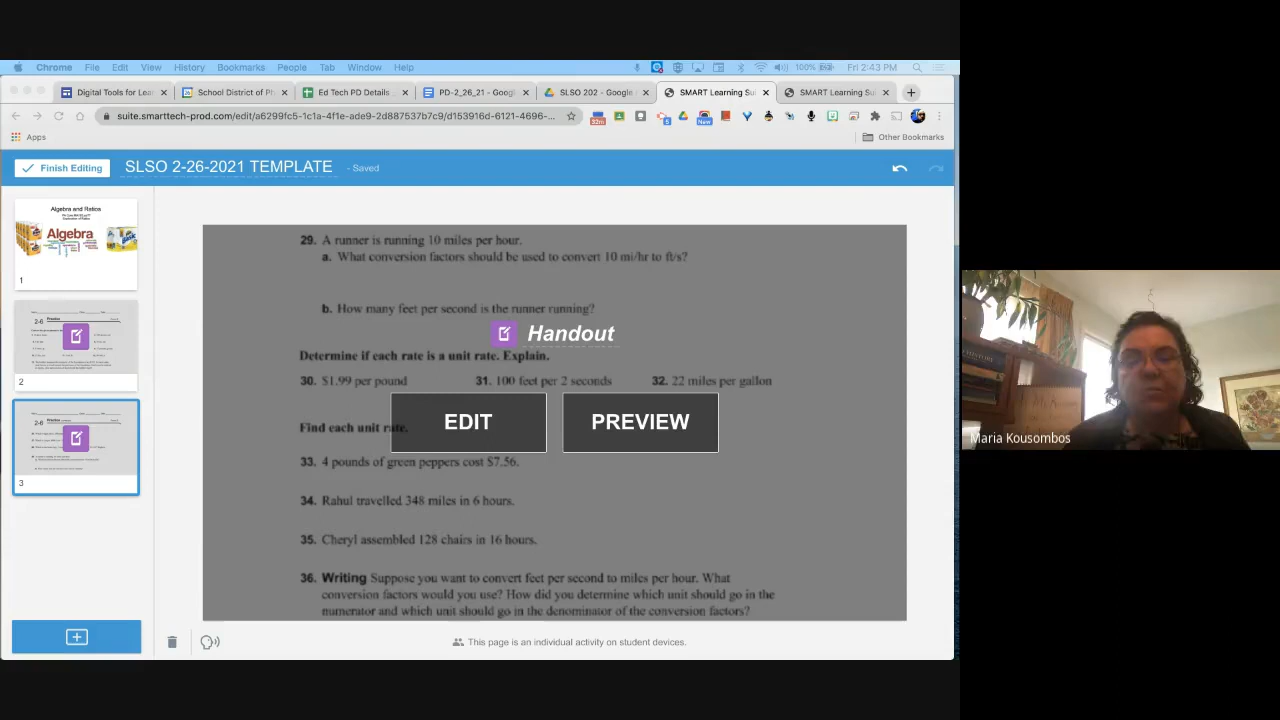 Chrome File Edit View History Bookmarks People Tab Window Help 100% Fri 2:43 PM
Digital Tools for Lea School District of Ph Ed Tech PD Details PD-2_26_21 - Googl SLSO 202 - Google SMART Learning Su SMART Learning Su
suite.smarttech-prod.com/edit/a6299fc5-1c1a-4f1e-ade9-2d887537b7c9/d153916d-6121-4696-...
Apps Other Bookmarks
Finish Editing SLSO 2-26-2021 TEMPLATE - Saved
Algebra and Ratios
Algebra
1
2-6 Practice
2
2-6 Practice
3
29. A runner is running 10 miles per hour.
a. What conversion factors should be used to convert 10 mi/hr to ft/s?
b. How many feet per second is the runner running?
Handout
Determine if each rate is a unit rate. Explain.
30. $1.99 per pound 31. 100 feet per 2 seconds 32. 22 miles per gallon
EDIT PREVIEW
Find each unit rate.
33. 4 pounds of green peppers cost $7.56.
34. Rahul travelled 348 miles in 6 hours.
35. Cheryl assembled 128 chairs in 16 hours.
36. Writing Suppose you want to convert feet per second to miles per hour. What
conversion factors would you use? How did you determine which unit should go in the
numerator and which unit should go in the denominator of the conversion factors?
This page is an individual activity on student devices.
Maria Kousombos